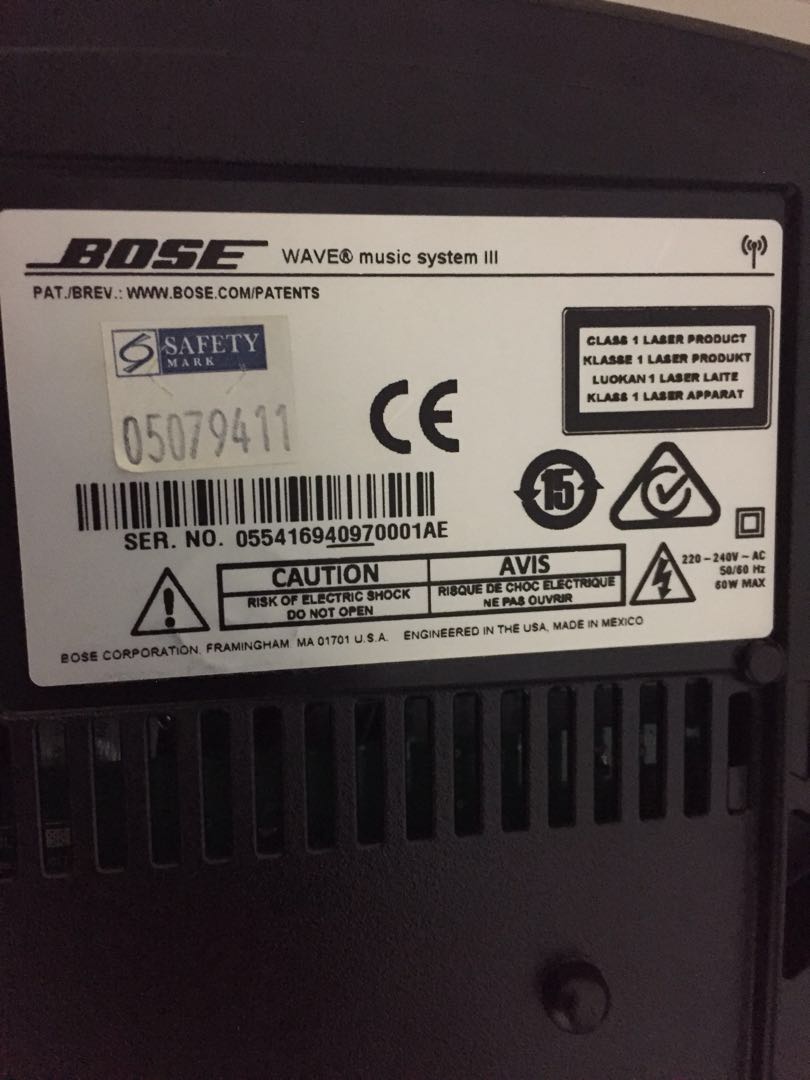 BOSE WAVE® music system III
PAT./BREV.: WWW.BOSE.COM/PATENTS
SAFETY
MARK
05079411
CE
CLASS 1 LASER PRODUCT
KLASSE 1 LASER PRODUKT
LUOKAN 1 LASER LAITE
KLASS 1 LASER APPARAT
15
SER. NO. 055416940970001AE
220-240V ~ AC
50/60 Hz
60W MAX
CAUTION
RISK OF ELECTRIC SHOCK
DO NOT OPEN
AVIS
RISQUE DE CHOC ELECTRIQUE
NE PAS OUVRIR
BOSE CORPORATION, FRAMINGHAM MA 01701 U.S.A. ENGINEERED IN THE USA, MADE IN MEXICO